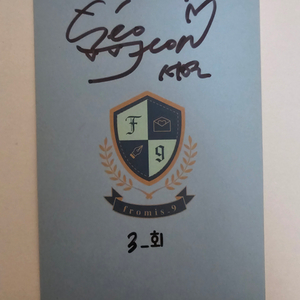 Seo
yeon
서연
F
9
fromis_9
3_회